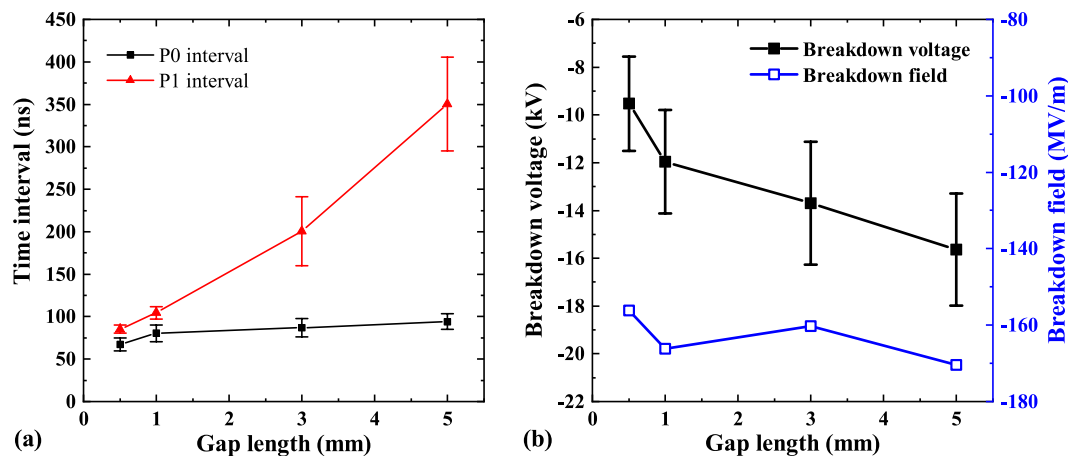 450
400
350
300
250
200
150
100
50
0
Time interval (ns)
P0 interval
P1 interval
0 1 2 3 4 5
Gap length (mm)
(a)
-6
-8
-10
-12
-14
-16
-18
-20
-22
Breakdown voltage (kV)
Breakdown voltage
Breakdown field
-80
-100
-120
-140
-160
-180
Breakdown field (MV/m)
0 1 2 3 4 5
Gap length (mm)
(b)